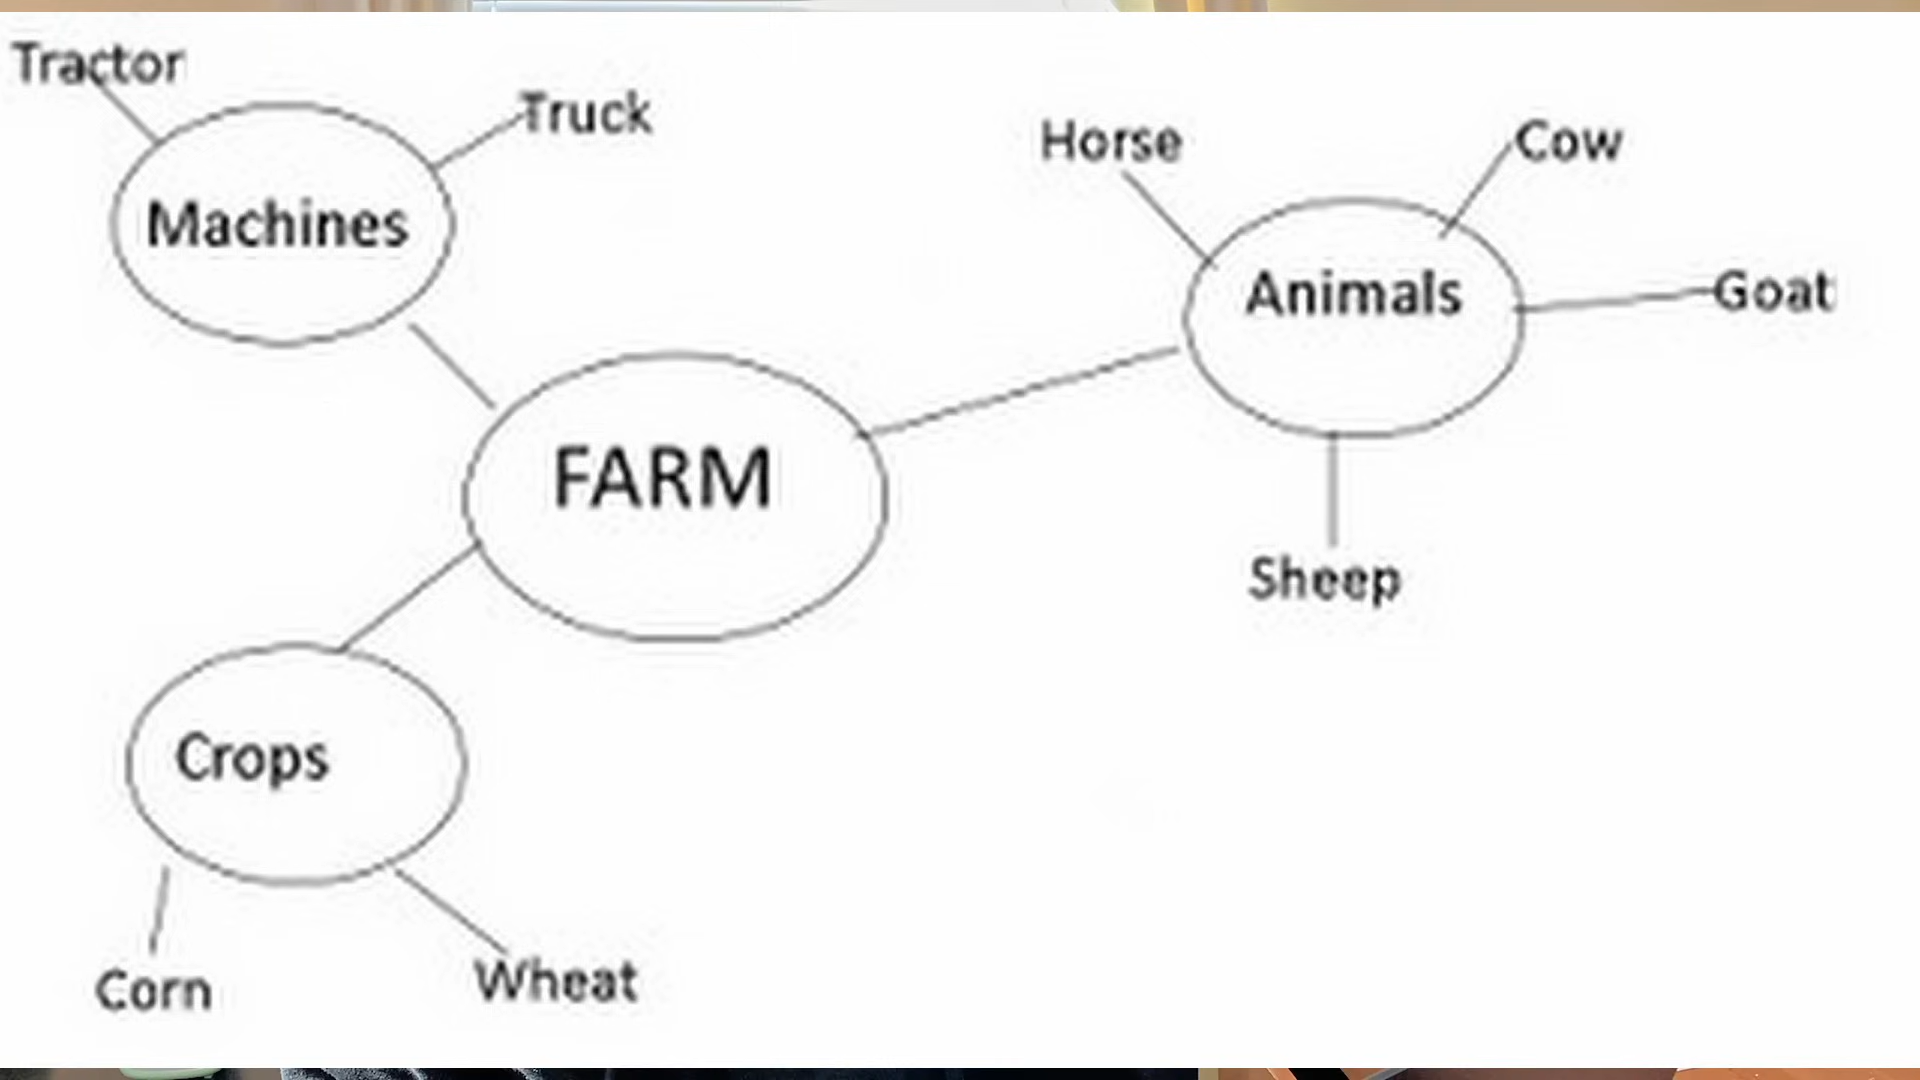 Tractor
Truck
Machines
Horse
Cow
Animals
Goat
FARM
Sheep
Crops
Corn
Wheat